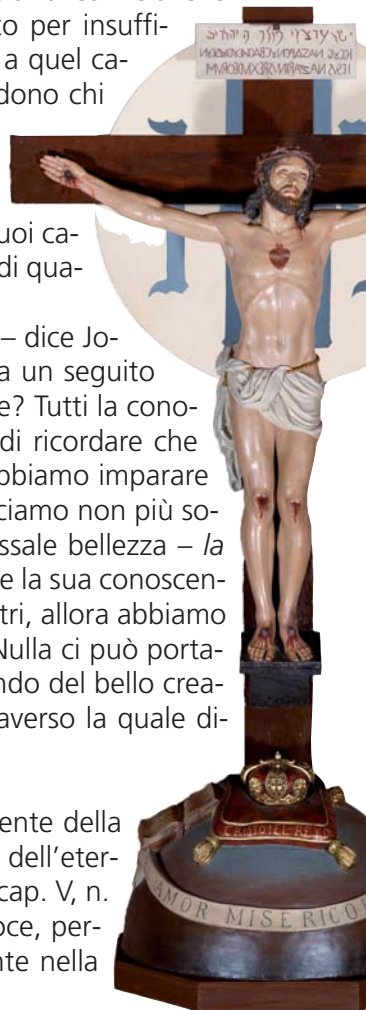 to per insuffi-
a quel ca-
dono chi
uoi ca-
di qua-
– dice Jo-
a un seguito
e? Tutti la cono-
di ricordare che
bbiamo imparare
ciamo non più so-
ssale bellezza – la
e la sua conoscen-
tri, allora abbiamo
Nulla ci può porta-
ndo del bello crea-
averso la quale di-
ente della
dell'eter-
cap. V, n.
oce, per-
nte nella
AMOR MISERICO